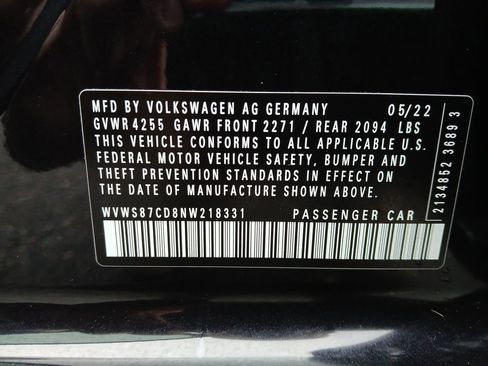 MFD BY VOLKSWAGEN AG GERMANY 05/22
GVWR 4255 GAWR FRONT 2271 / REAR 2094 LBS
THIS VEHICLE CONFORMS TO ALL APPLICABLE U.S.
FEDERAL MOTOR VEHICLE SAFETY, BUMPER AND
THEFT PREVENTION STANDARDS IN EFFECT ON
THE DATE OF MANUFACTURE SHOWN ABOVE.
WVWS87CD8NW218331 PASSENGER CAR
2134852 3689 3